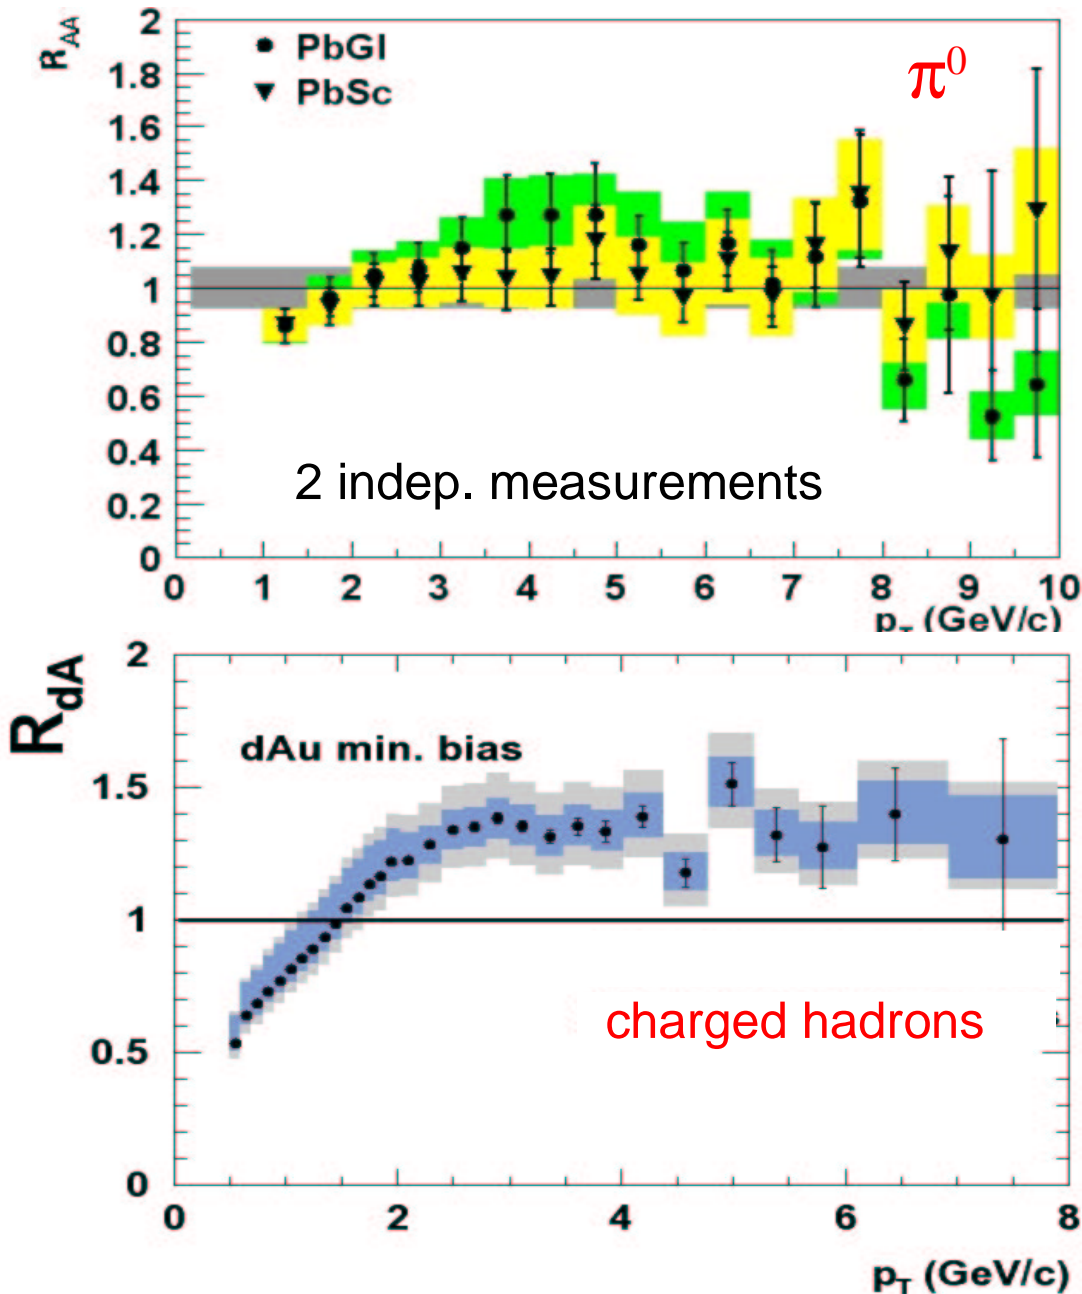 R_AA
2
1.8
1.6
1.4
1.2
1
0.8
0.6
0.4
0.2
0
PbGl
PbSc
π⁰
2 indep. measurements
0 1 2 3 4 5 6 7 8 9 10
p_T (GeV/c)
R_dA
2
1.5
1
0.5
0
dAu min. bias
charged hadrons
0 2 4 6 8
p_T (GeV/c)